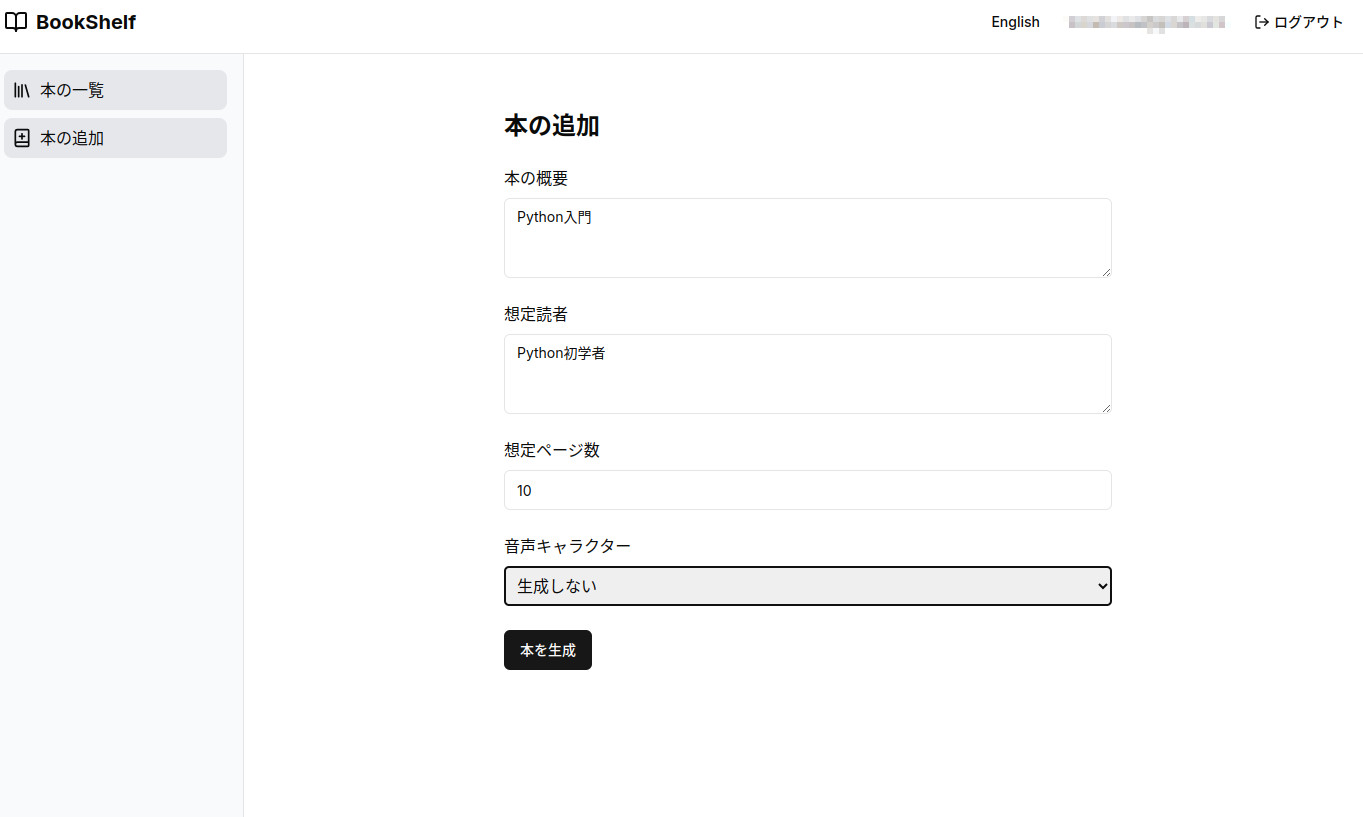 BookShelf
English
ログアウト
本の一覧
本の追加
本の追加
本の概要
Python入門
想定読者
Python初学者
想定ページ数
10
音声キャラクター
生成しない
本を生成